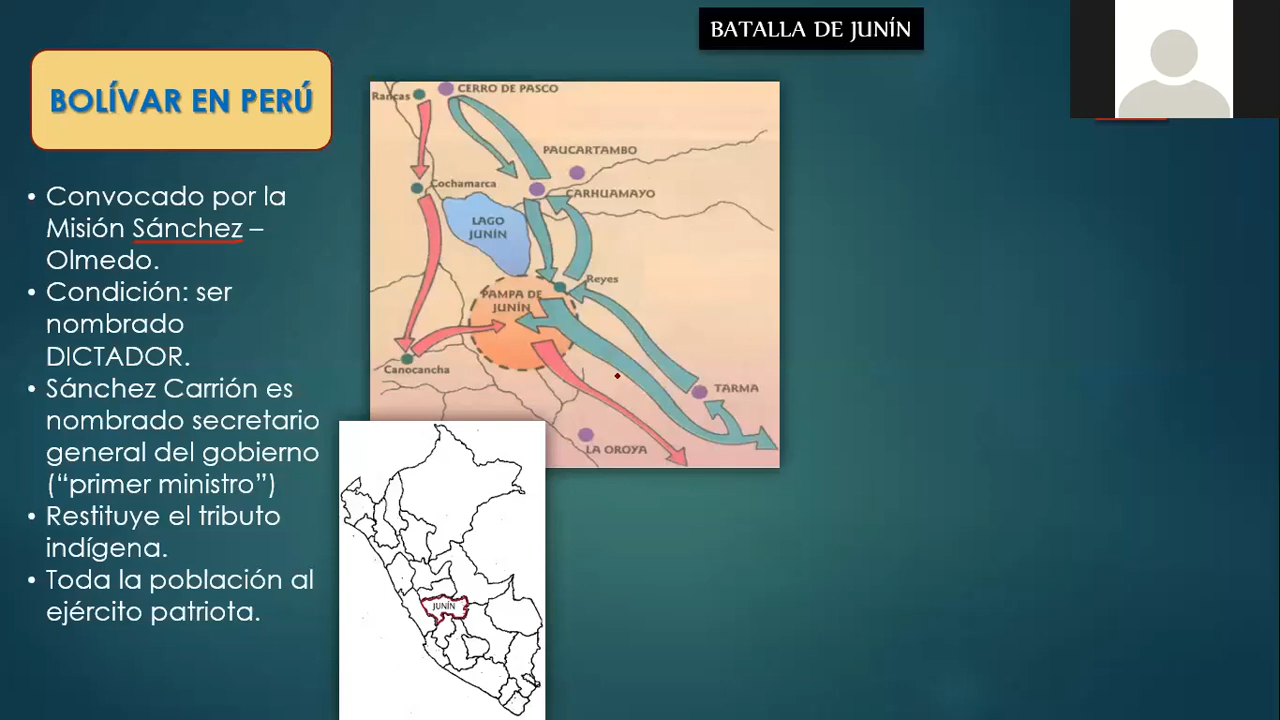 BATALLA DE JUNÍN
BOLÍVAR EN PERÚ
• Convocado por la
Misión Sánchez –
Olmedo.
• Condición: ser
nombrado
DICTADOR.
• Sánchez Carrión es
nombrado secretario
general del gobierno
(“primer ministro”)
• Restituye el tributo
indígena.
• Toda la población al
ejército patriota.
Rancas
CERRO DE PASCO
PAUCARTAMBO
Cochamarca
CARHUAMAYO
LAGO
JUNÍN
Reyes
PAMPA DE
JUNÍN
Canocancha
TARMA
LA OROYA
JUNÍN